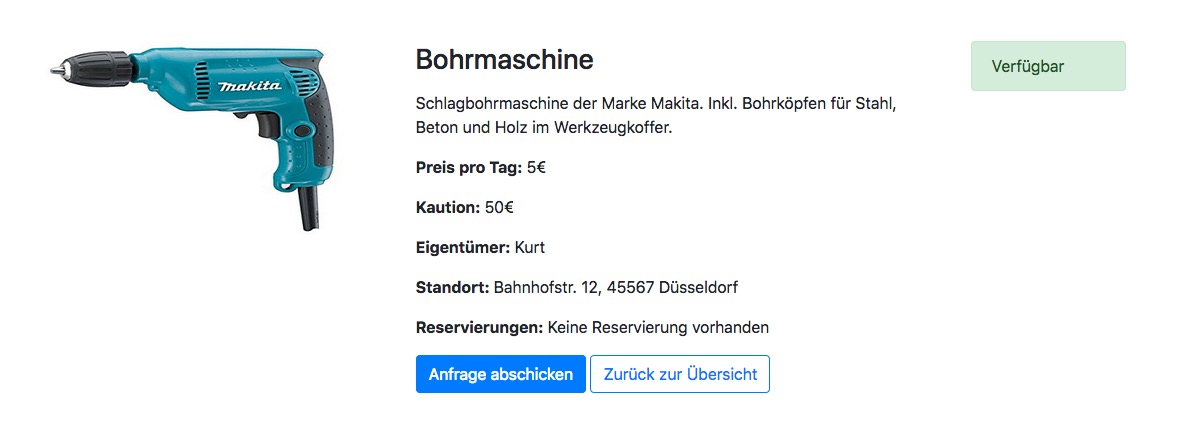 makita
Bohrmaschine
Verfügbar
Schlagbohrmaschine der Marke Makita. Inkl. Bohrköpfen für Stahl,
Beton und Holz im Werkzeugkoffer.
Preis pro Tag: 5€
Kaution: 50€
Eigentümer: Kurt
Standort: Bahnhofstr. 12, 45567 Düsseldorf
Reservierungen: Keine Reservierung vorhanden
Anfrage abschicken
Zurück zur Übersicht